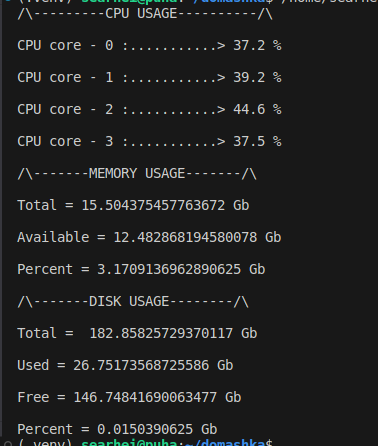 (.venv) searhei@puha:~/domashka$ /home/searhe
/\---------CPU USAGE----------/\
CPU core - 0 :...........> 37.2 %
CPU core - 1 :...........> 39.2 %
CPU core - 2 :...........> 44.6 %
CPU core - 3 :...........> 37.5 %
/\-------MEMORY USAGE-------/\
Total = 15.504375457763672 Gb
Available = 12.482868194580078 Gb
Percent = 3.1709136962890625 Gb
/\-------DISK USAGE--------/\
Total =  182.85825729370117 Gb
Used = 26.75173568725586 Gb
Free = 146.74841690063477 Gb
Percent = 0.0150390625 Gb
(.venv) searhei@puha:~/domashka$